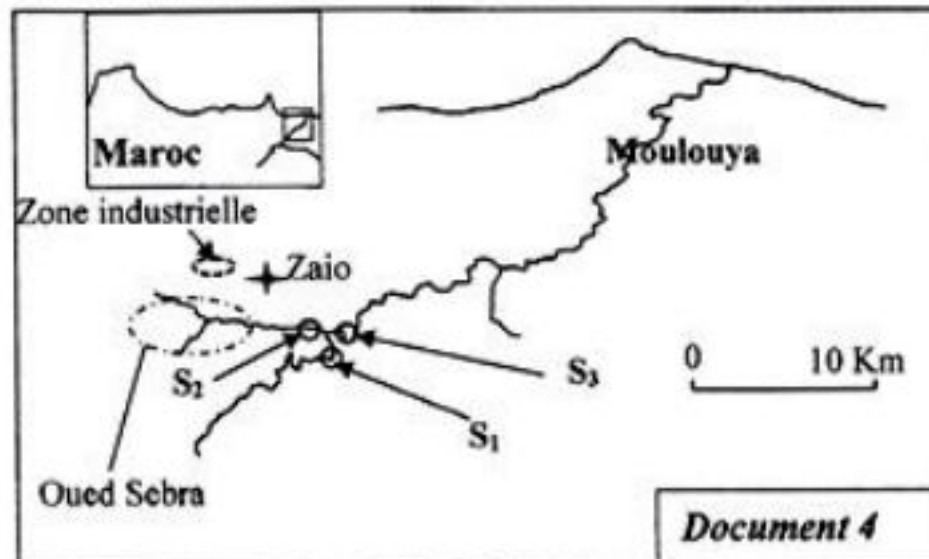 Maroc
Moulouya
Zone industrielle
Zaio
S₂
S₃
0 10 Km
S₁
Oued Sebra
Document 4